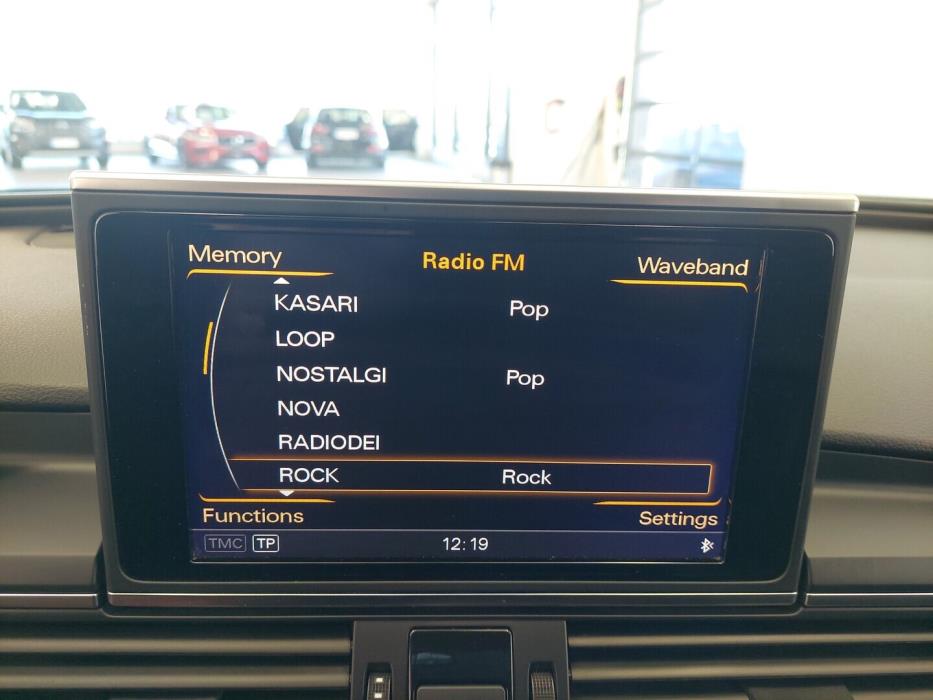 Memory Radio FM Waveband
KASARI Pop
LOOP
NOSTALGI Pop
NOVA
RADIODEI
ROCK Rock
Functions Settings
TMC TP 12:19